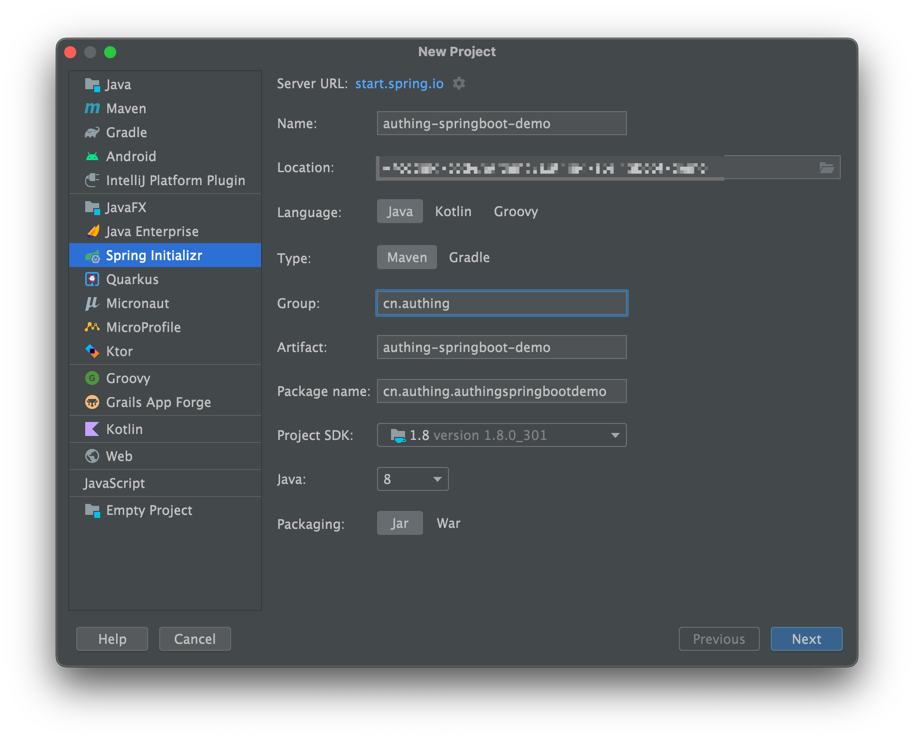 New Project
Java
Maven
Gradle
Android
IntelliJ Platform Plugin
JavaFX
Java Enterprise
Spring Initializr
Quarkus
Micronaut
MicroProfile
Ktor
Groovy
Grails App Forge
Kotlin
Web
JavaScript
Empty Project
Server URL: start.spring.io
Name: authing-springboot-demo
Location:
Language: Java Kotlin Groovy
Type: Maven Gradle
Group: cn.authing
Artifact: authing-springboot-demo
Package name: cn.authing.authingspringbootdemo
Project SDK: 1.8 version 1.8.0_301
Java: 8
Packaging: Jar War
Help Cancel Previous Next